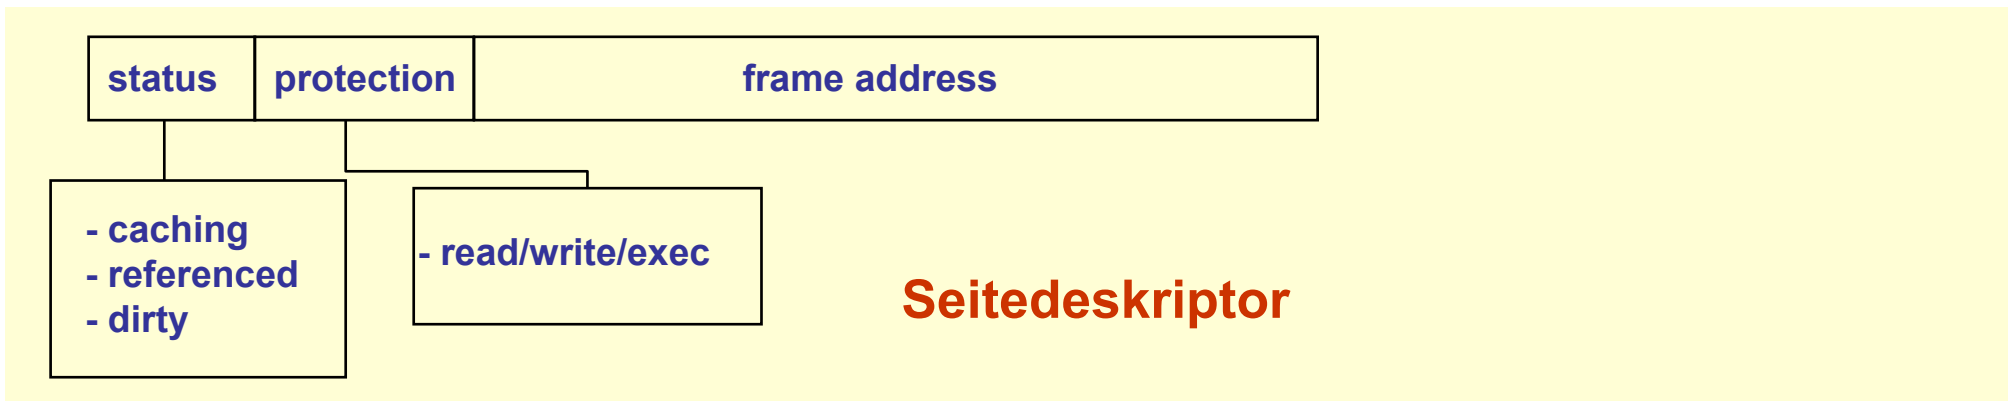 status
protection
frame address
- caching
- referenced
- dirty
- read/write/exec
Seitedeskriptor